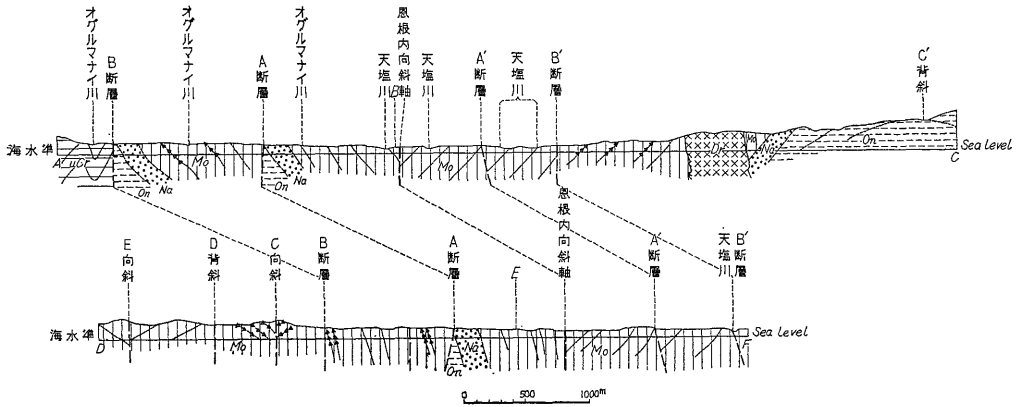 オグルマナイ川
B断層
オグルマナイ川
A断層
オグルマナイ川
天塩川
B
恩根内向斜軸
天塩川
A′断層
天塩川
B′断層
C′背斜
海水準
A
uCr
On
Na
Mo
On
Na
Mo
Mo
Na
On
Sea level
C
E向斜
D背斜
C向斜
B断層
A断層
E
恩根内向斜軸
A′断層
天塩川
B′断層
海水準
D
Mo
Na
On
Mo
F
Sea level
0 500 1000m